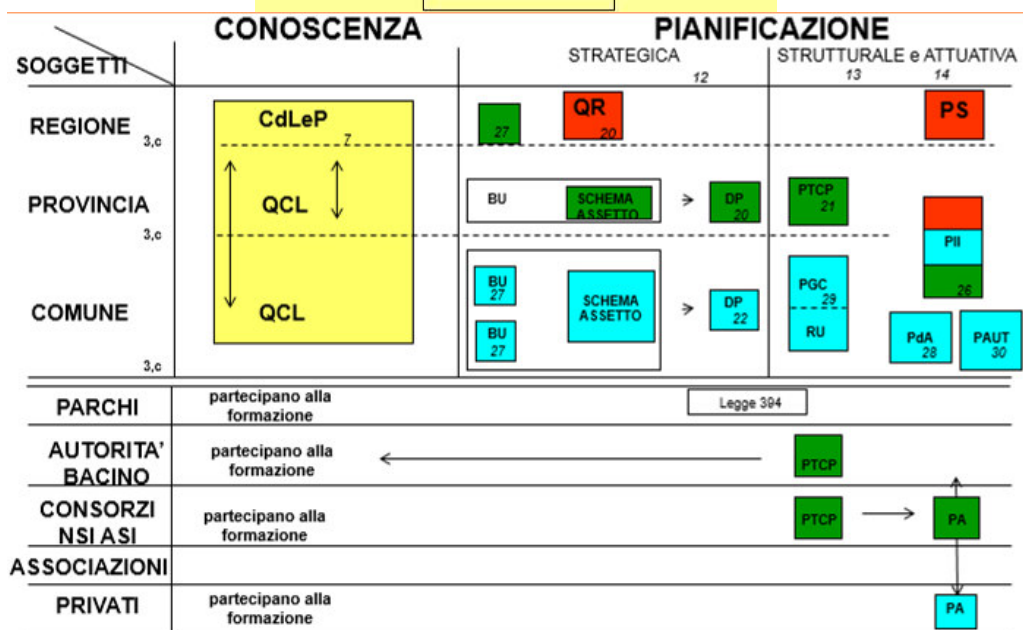 CONOSCENZA
PIANIFICAZIONE
SOGGETTI
STRATEGICA
12
STRUTTURALE e ATTUATIVA
13
14
REGIONE
3,c
CdLeP
7
27
QR
20
PS
PROVINCIA
3,c
QCL
BU
SCHEMA
ASSETTO
DP
20
PTCP
21
PII
26
COMUNE
3,c
QCL
BU
27
BU
27
SCHEMA
ASSETTO
DP
22
PGC
29
RU
PdA
28
PAUT
30
PARCHI
partecipano alla
formazione
Legge 394
AUTORITA'
BACINO
partecipano alla
formazione
PTCP
CONSORZI
NSI ASI
partecipano alla
formazione
PTCP
PA
ASSOCIAZIONI
PRIVATI
partecipano alla
formazione
PA